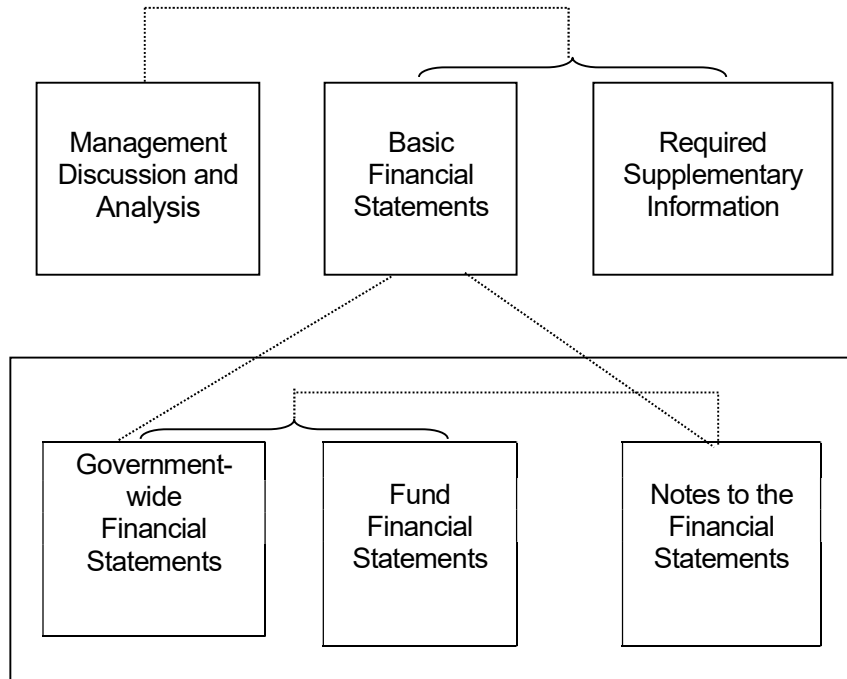 Management
Discussion and
Analysis
Basic
Financial
Statements
Required
Supplementary
Information
Government-
wide
Financial
Statements
Fund
Financial
Statements
Notes to the
Financial
Statements